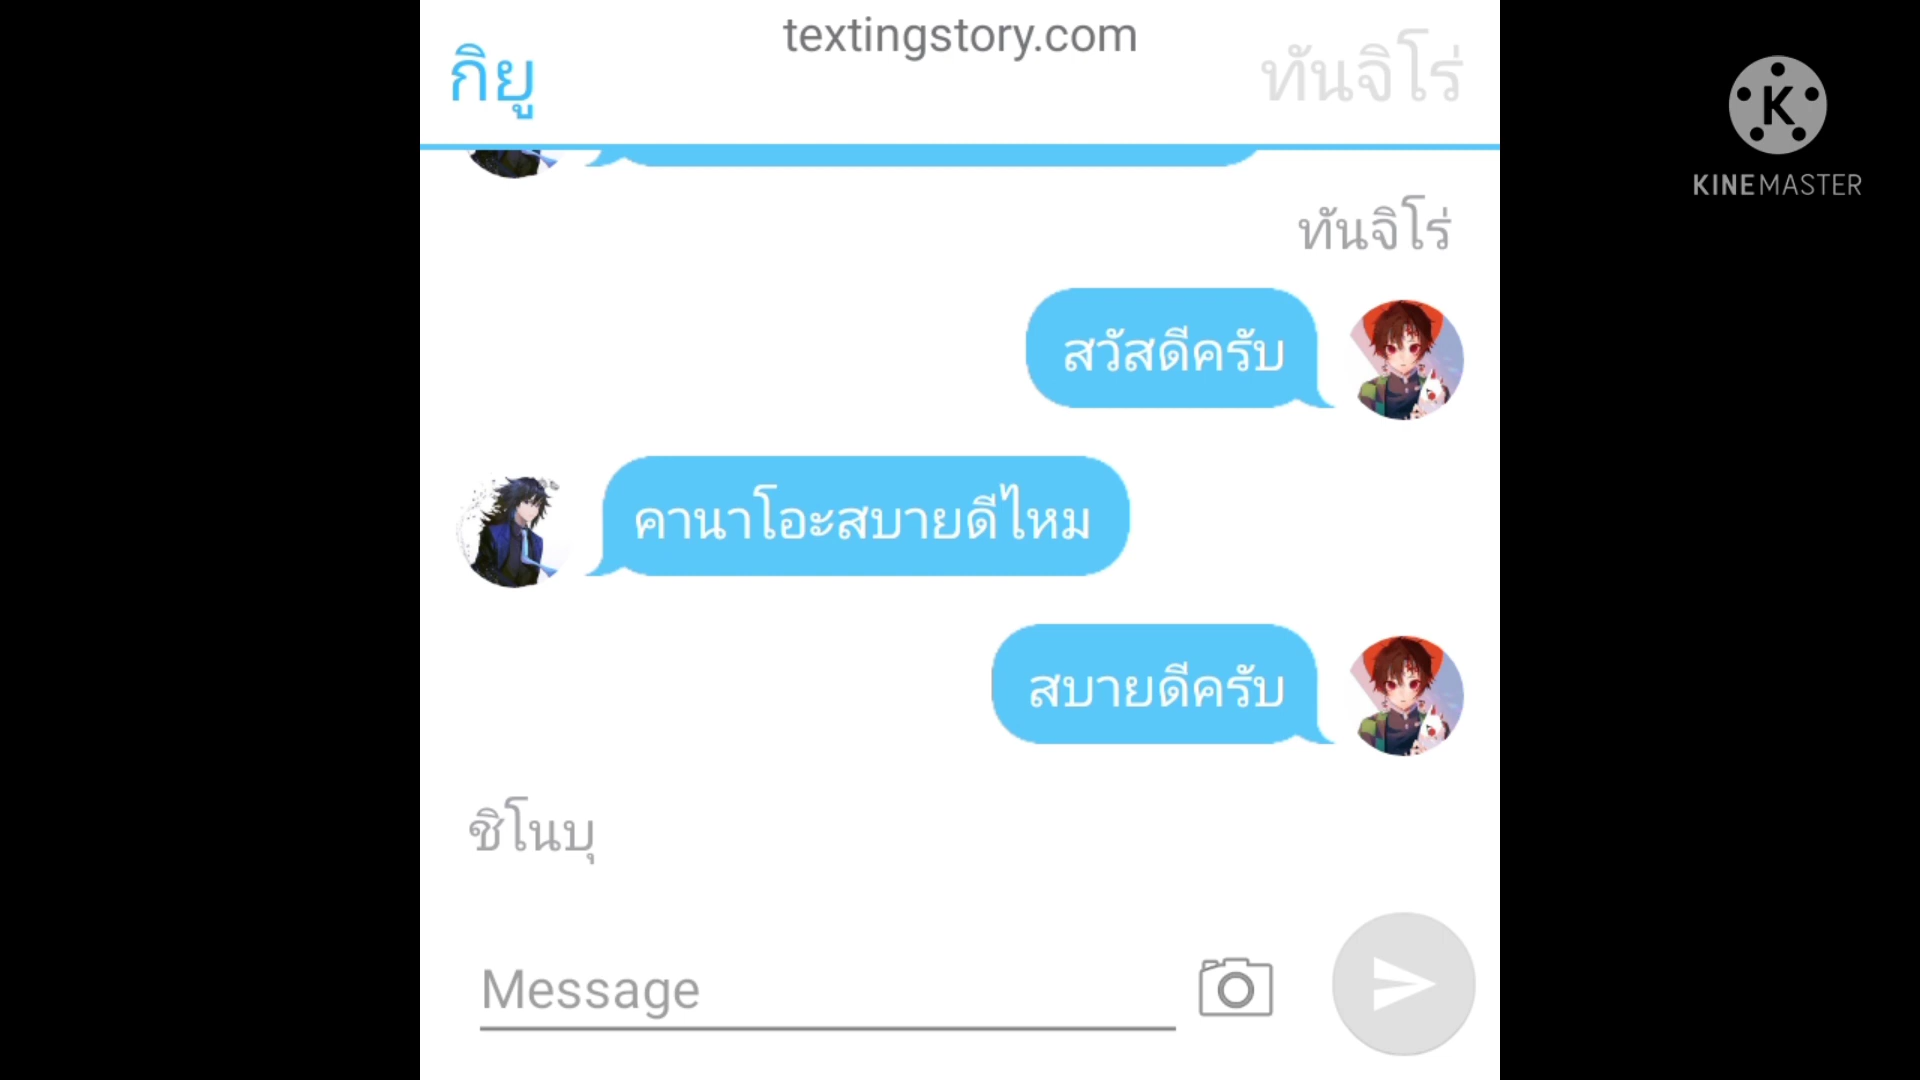 textingstory.com
กิยู
ทันจิโร่
KINEMASTER
ทันจิโร่
สวัสดีครับ
คานาโอะสบายดีไหม
สบายดีครับ
ชิโนบุ
Message